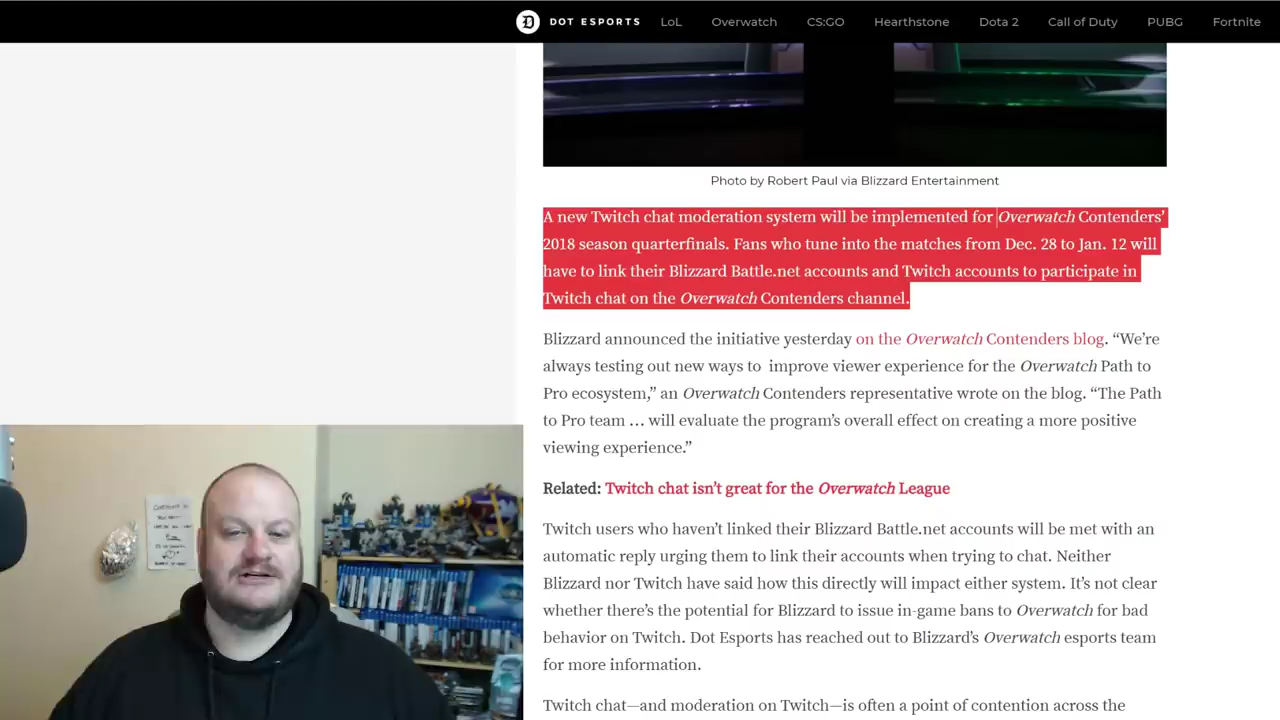 DOT ESPORTS LoL Overwatch CS:GO Hearthstone Dota 2 Call of Duty PUBG Fortnite
Photo by Robert Paul via Blizzard Entertainment
A new Twitch chat moderation system will be implemented for Overwatch Contenders’
2018 season quarterfinals. Fans who tune into the matches from Dec. 28 to Jan. 12 will
have to link their Blizzard Battle.net accounts and Twitch accounts to participate in
Twitch chat on the Overwatch Contenders channel.
Blizzard announced the initiative yesterday on the Overwatch Contenders blog. “We’re
always testing out new ways to improve viewer experience for the Overwatch Path to
Pro ecosystem,” an Overwatch Contenders representative wrote on the blog. “The Path
to Pro team … will evaluate the program’s overall effect on creating a more positive
viewing experience.”
Related: Twitch chat isn’t great for the Overwatch League
Twitch users who haven’t linked their Blizzard Battle.net accounts will be met with an
automatic reply urging them to link their accounts when trying to chat. Neither
Blizzard nor Twitch have said how this directly will impact either system. It’s not clear
whether there’s the potential for Blizzard to issue in-game bans to Overwatch for bad
behavior on Twitch. Dot Esports has reached out to Blizzard’s Overwatch esports team
for more information.
Twitch chat—and moderation on Twitch—is often a point of contention across the